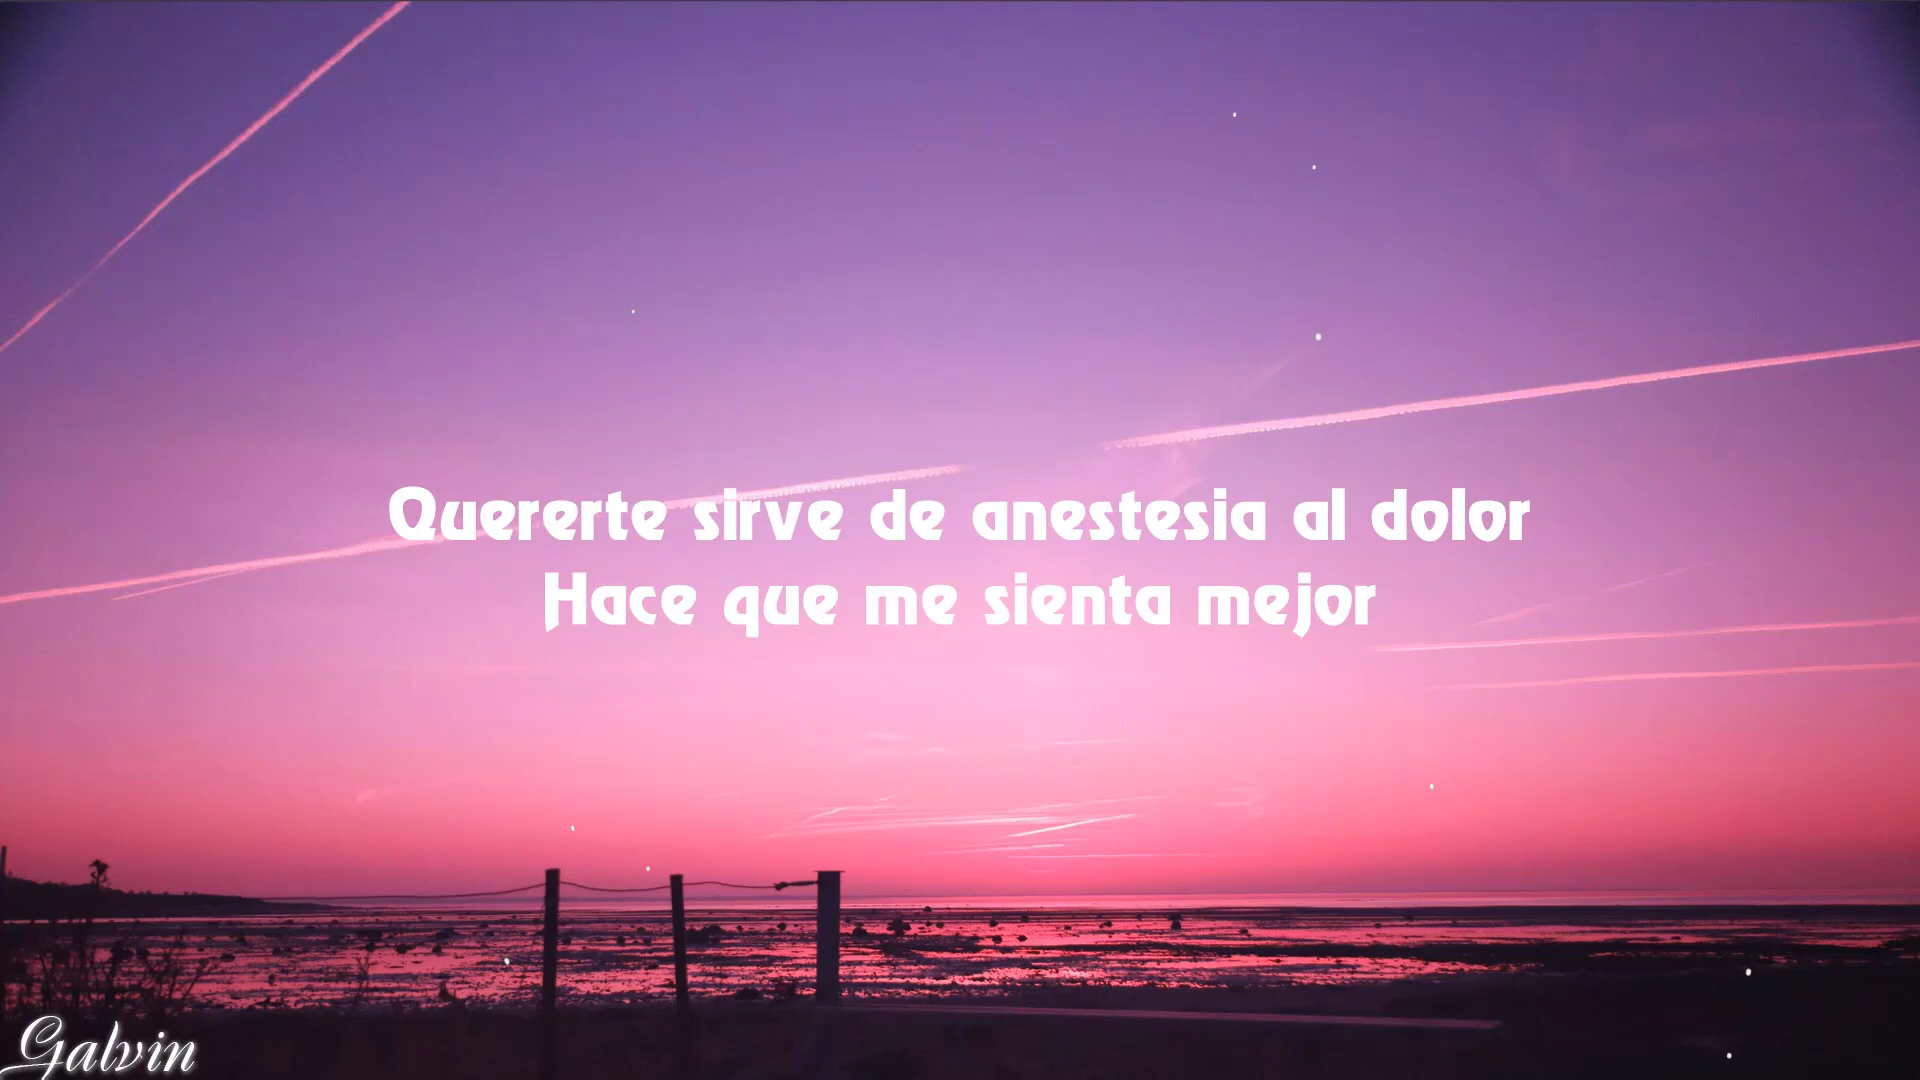 Quererte sirve de anestesia al dolor
Hace que me sienta mejor
Galvin